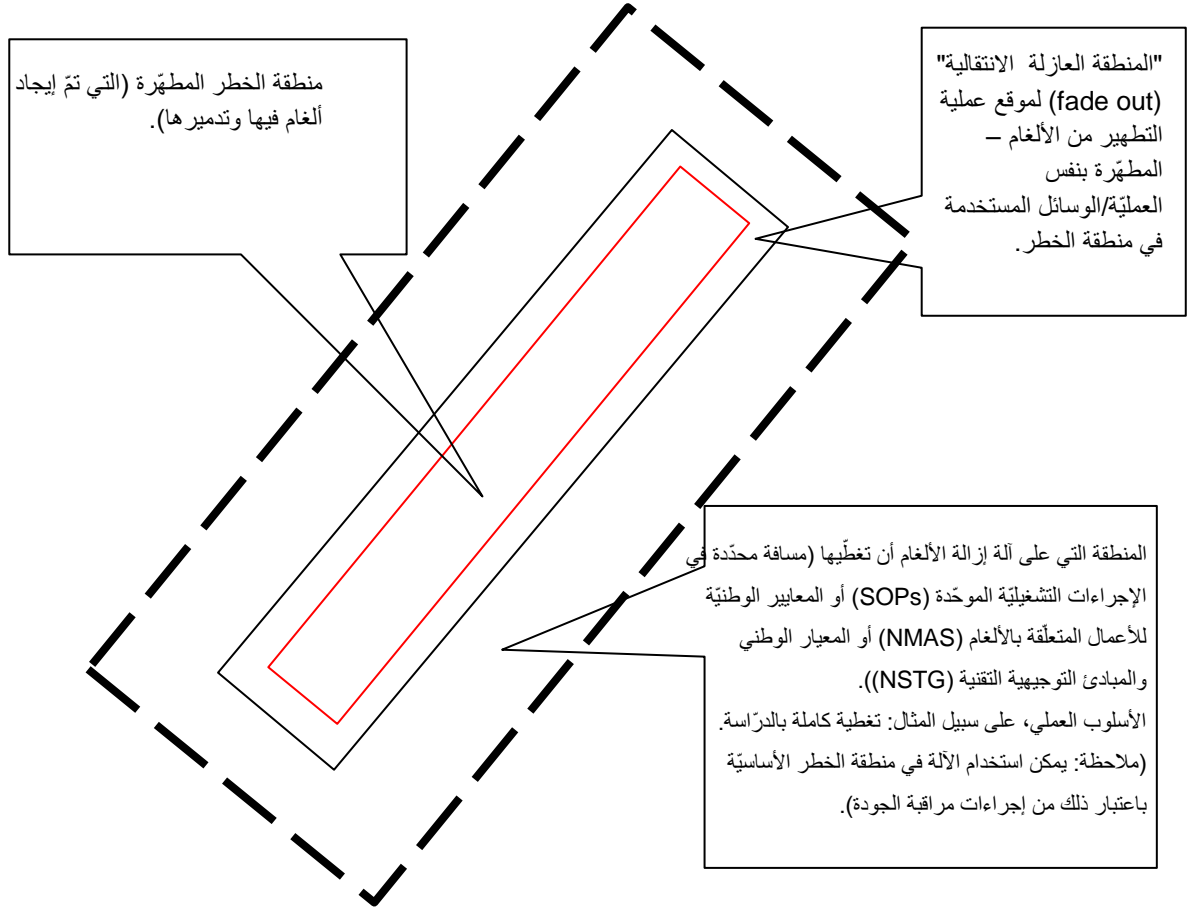 "المنطقة العازلة الانتقالية"
(fade out) لموقع عملية
التطهير من الألغام –
المطهّرة بنفس
العمليّة/الوسائل المستخدمة
في منطقة الخطر.
منطقة الخطر المطهّرة (التي تمّ إيجاد
ألغام فيها وتدميرها).
المنطقة التي على آلة إزالة الألغام أن تغطّيها (مسافة محدّدة في
الإجراءات التشغيليّة الموحّدة (SOPs) أو المعايير الوطنيّة
للأعمال المتعلّقة بالألغام (NMAS) أو المعيار الوطني
والمبادئ التوجيهية التقنية (NSTG)).
الأسلوب العملي، على سبيل المثال: تغطية كاملة بالدرّاسة.
(ملاحظة: يمكن استخدام الآلة في منطقة الخطر الأساسيّة
باعتبار ذلك من إجراءات مراقبة الجودة).